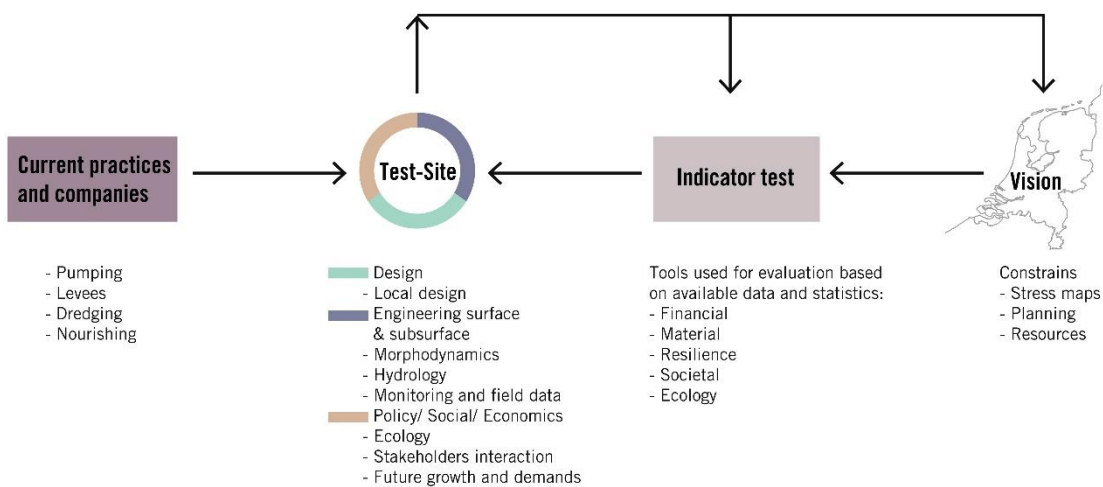 Current practices
and companies
- Pumping
- Levees
- Dredging
- Nourishing
Test-Site
Design
- Local design
Engineering surface
& subsurface
- Morphodynamics
- Hydrology
- Monitoring and field data
Policy/ Social/ Economics
- Ecology
- Stakeholders interaction
- Future growth and demands
Indicator test
Tools used for evaluation based
on available data and statistics:
- Financial
- Material
- Resilience
- Societal
- Ecology
Vision
Constrains
- Stress maps
- Planning
- Resources